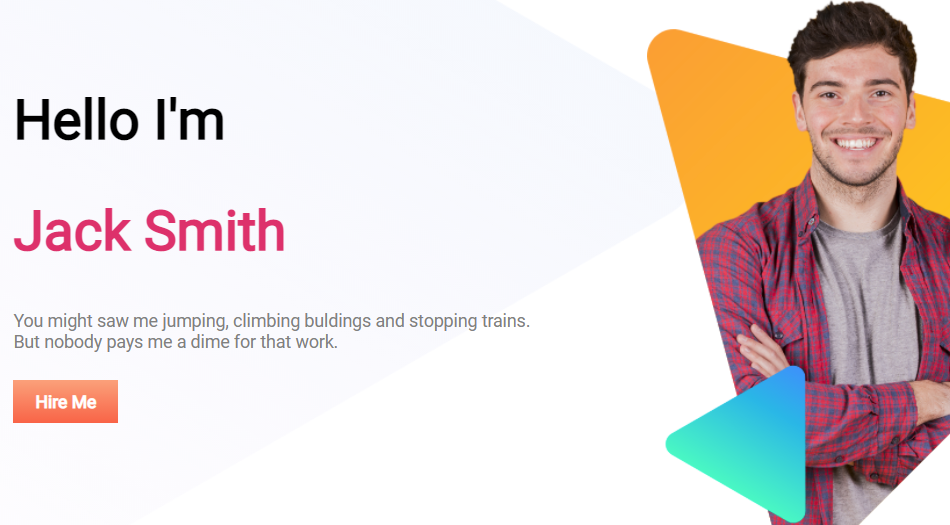 Hello I'm
Jack Smith
You might saw me jumping, climbing buldings and stopping trains.
But nobody pays me a dime for that work.
Hire Me